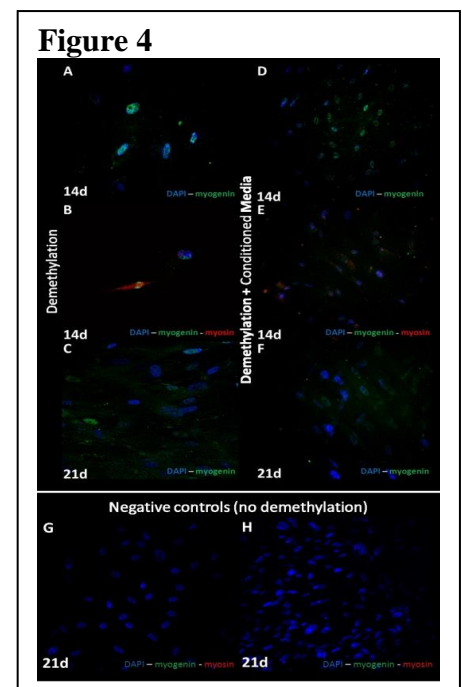 Figure 4
A
14d
DAPI – myogenin
B
14d
DAPI – myogenin - myosin
C
21d
DAPI – myogenin
Demethylation
D
14d
DAPI – myogenin
E
14d
DAPI – myogenin - myosin
F
21d
DAPI – myogenin
Demethylation + Conditioned Media
Negative controls (no demethylation)
G
21d
DAPI – myogenin - myosin
H
21d
DAPI – myogenin - myosin